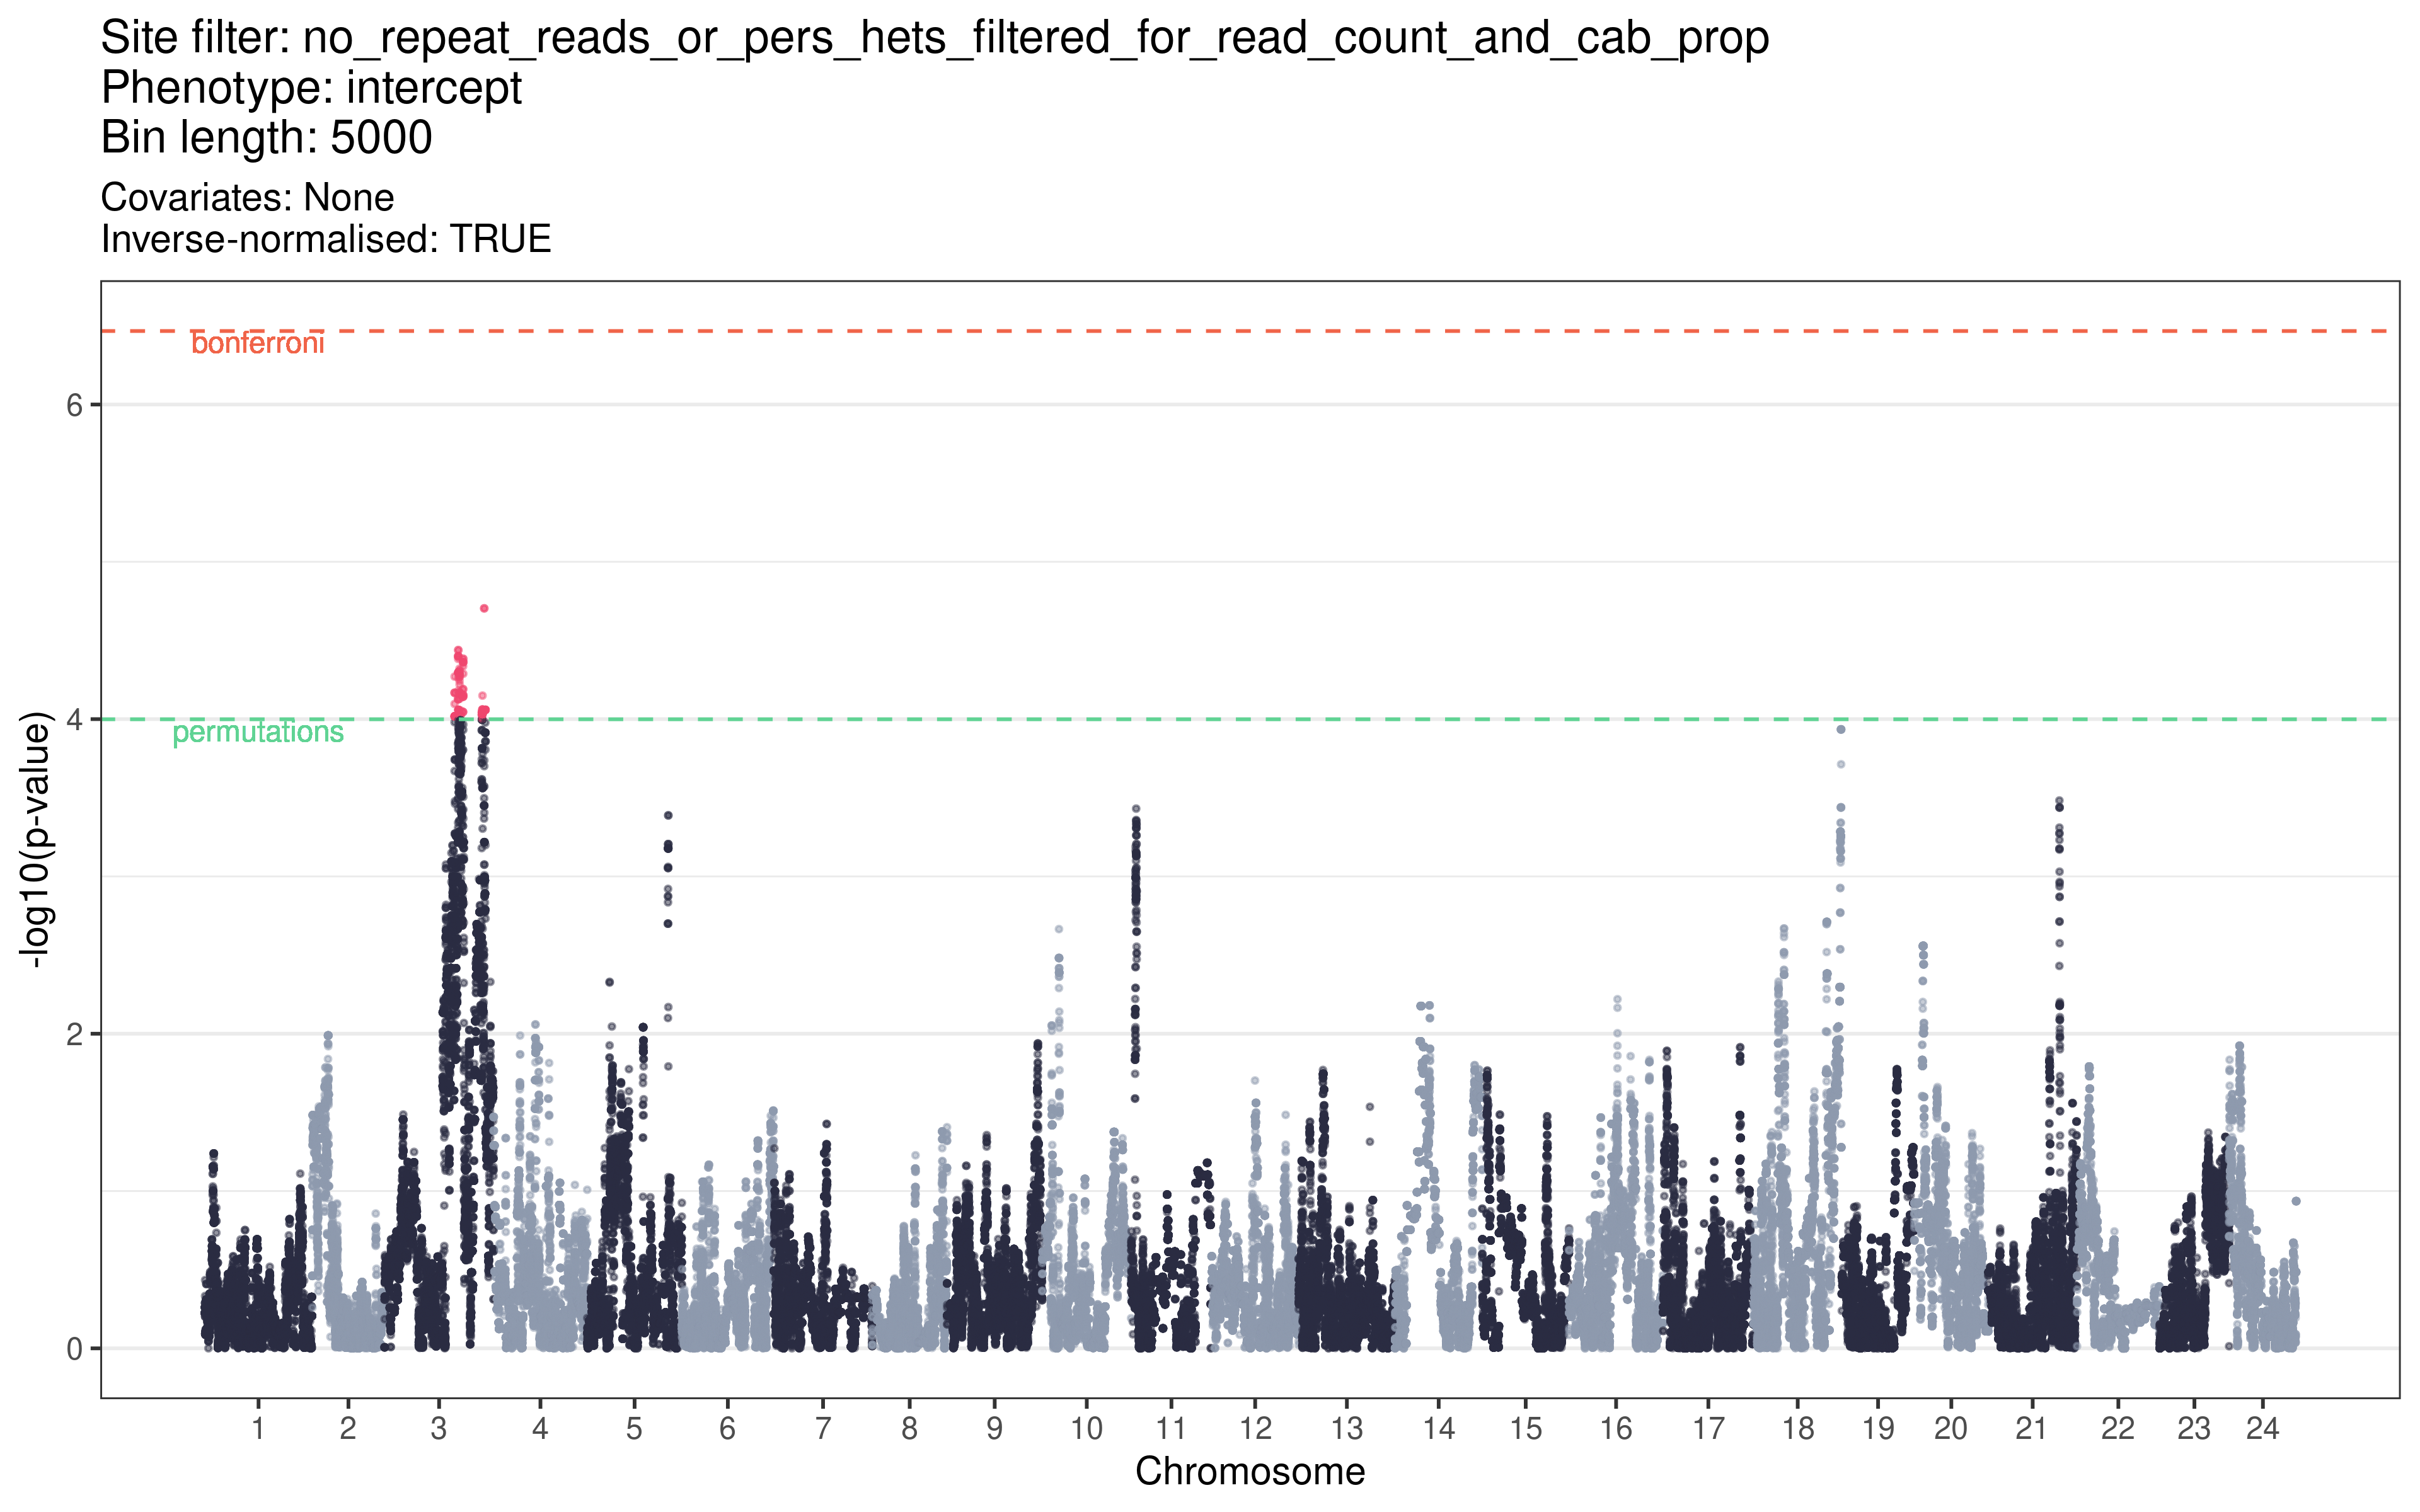 Site filter: no_repeat_reads_or_pers_hets_filtered_for_read_count_and_cab_prop
Phenotype: intercept
Bin length: 5000
Covariates: None
Inverse-normalised: TRUE
bonferroni
6
4
permutations
2
0
-log10(p-value)
1 2 3 4 5 6 7 8 9 10 11 12 13 14 15 16 17 18 19 20 21 22 23 24
Chromosome